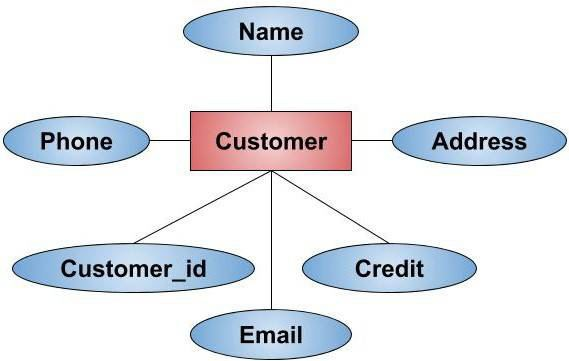 Name
Phone
Customer
Address
Customer_id
Credit
Email